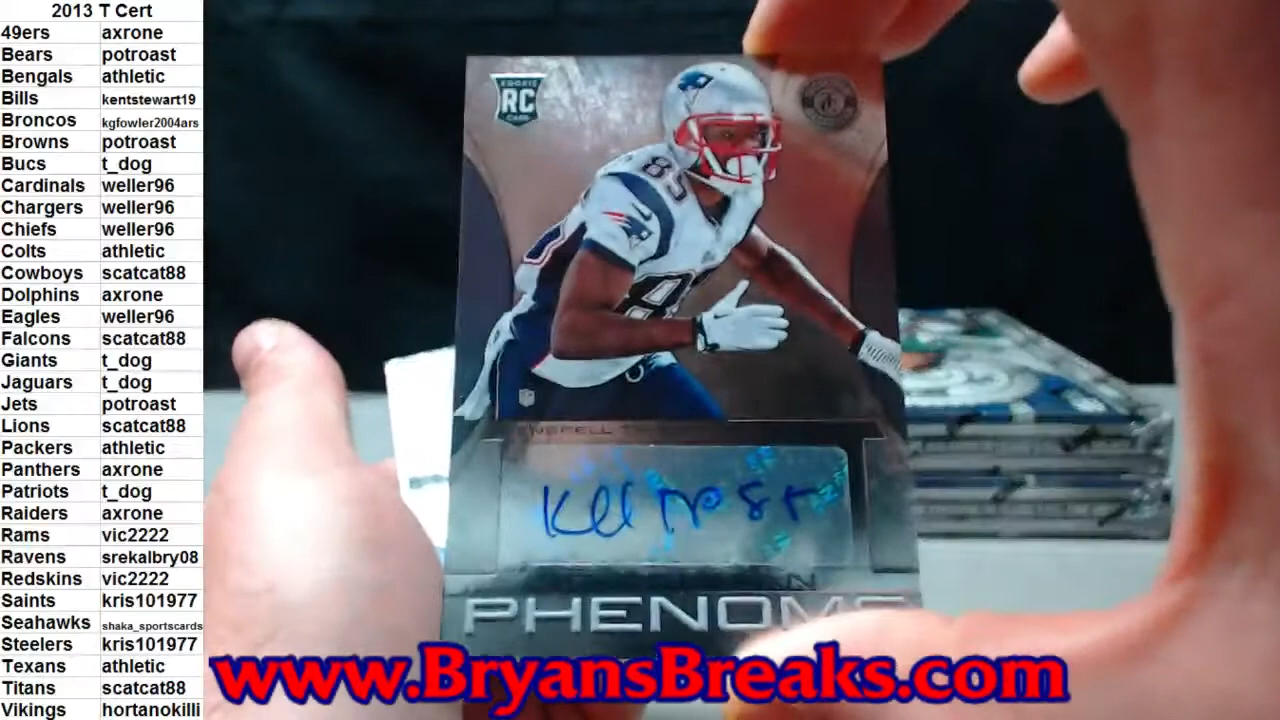 2013 T Cert
49ers axrone
Bears potroast
Bengals athletic
Bills kentstewart19
Broncos kgfowler2004ars
Browns potroast
Bucs t_dog
Cardinals weller96
Chargers weller96
Chiefs weller96
Colts athletic
Cowboys scatcat88
Dolphins axrone
Eagles weller96
Falcons scatcat88
Giants t_dog
Jaguars t_dog
Jets potroast
Lions scatcat88
Packers athletic
Panthers axrone
Patriots t_dog
Raiders axrone
Rams vic2222
Ravens srekalbry08
Redskins vic2222
Saints kris101977
Seahawks shaka_sportscards
Steelers kris101977
Texans athletic
Titans scatcat88
Vikings hortanokilli
ROOKIE
RC
CARD
85
85
PHENOMS
www.BryansBreaks.com